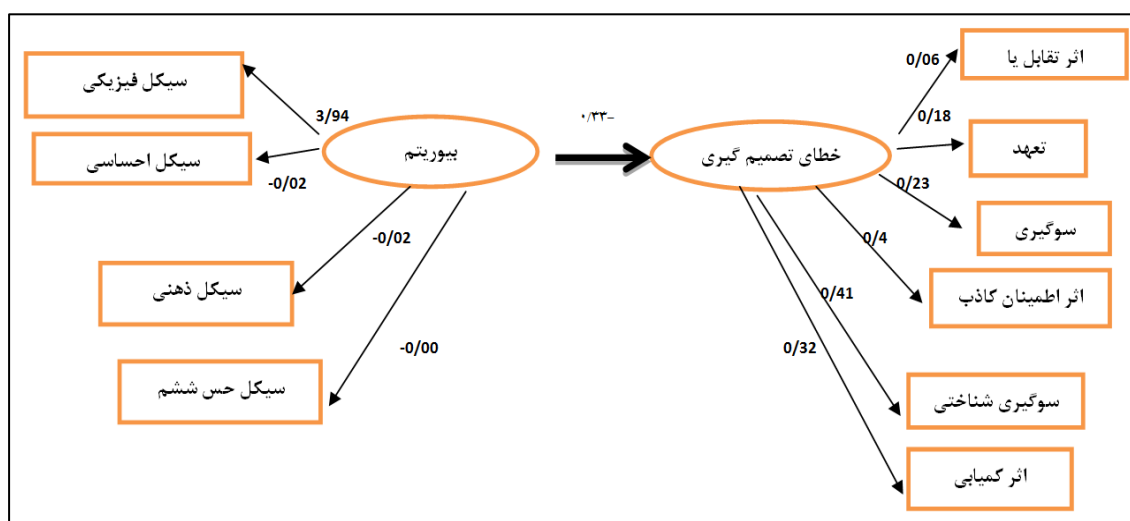 اثر تقابل یا
0/06
سیکل فیزیکی
3/94
0/18
تعهد
۰/۳۳-
بیوریتم
خطای تصمیم گیری
سیکل احساسی
-0/02
0/23
سوگیری
-0/02
0/4
سیکل ذهنی
اثر اطمینان کاذب
0/41
0/32
-0/00
سیکل حس ششم
سوگیری شناختی
اثر کمیابی